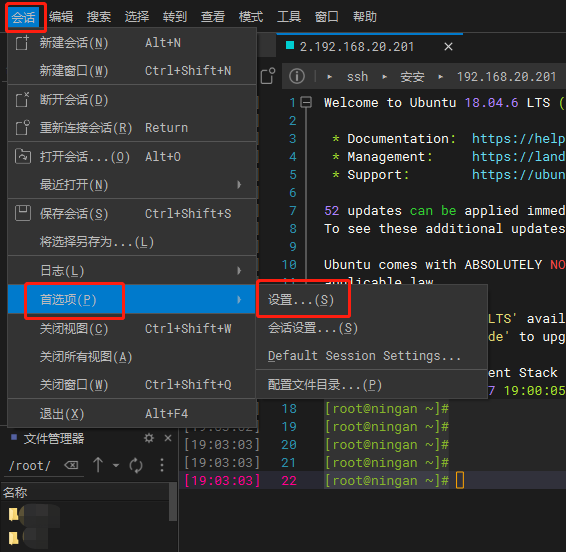 会话 编辑 搜索 选择 转到 查看 模式 工具 窗口 帮助
新建会话(N) Alt+N
新建窗口(W) Ctrl+Shift+N
断开会话(D)
重新连接会话(R) Return
打开会话...(O) Alt+O
最近打开(N)
保存会话(S) Ctrl+Shift+S
将选择另存为...(L)
日志(L)
首选项(P)
关闭视图(C) Ctrl+Shift+W
关闭所有视图(A)
关闭窗口(W) Ctrl+Shift+Q
退出(X) Alt+F4
设置...(S)
会话设置...(S)
Default Session Settings...
配置文件目录...(P)
2.192.168.20.201
ssh 安安 192.168.20.201
1 Welcome to Ubuntu 18.04.6 LTS (
2
3 * Documentation: https://help
4 * Management: https://land
5 * Support: https://ubun
6
7 52 updates can be applied immed
8 To see these additional updates
9
10 Ubuntu comes with ABSOLUTELY NO
11 applicable law.
LTS' avail
de' to upg
ent Stack
7 19:00:05
18 [root@ningan ~]#
[19:03:02] 19 [root@ningan ~]#
[19:03:03] 20 [root@ningan ~]#
[19:03:03] 21 [root@ningan ~]#
[19:03:03] 22 [root@ningan ~]#
文件管理器
/root/
名称